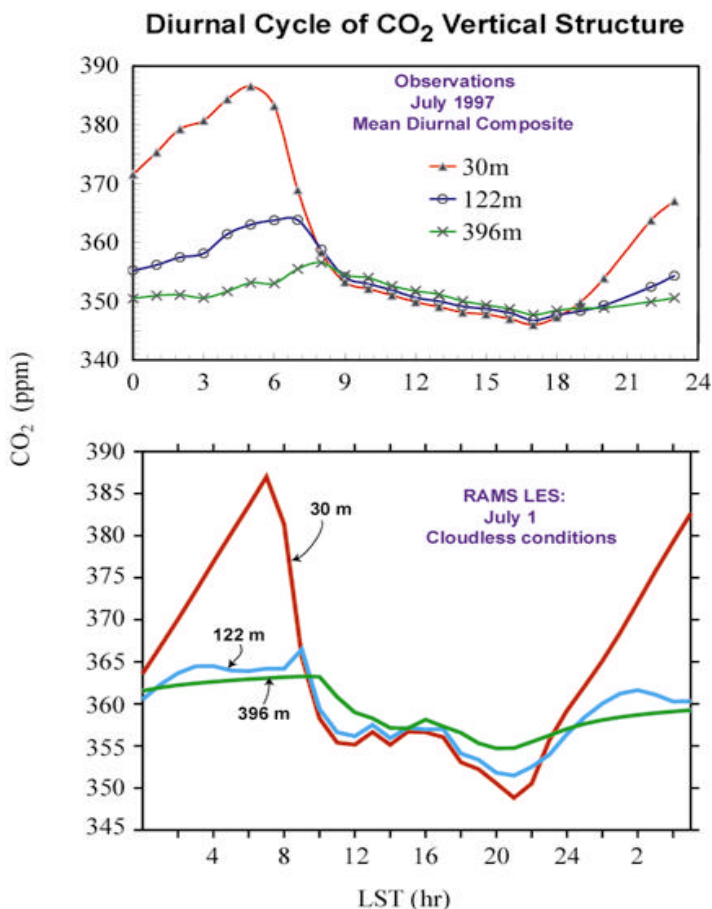 Diurnal Cycle of CO₂ Vertical Structure
390
380
370
360
350
340
Observations
July 1997
Mean Diurnal Composite
30m
122m
396m
0 3 6 9 12 15 18 21 24
CO₂ (ppm)
390
385
380
375
370
365
360
355
350
345
RAMS LES:
July 1
Cloudless conditions
30 m
122 m
396 m
4 8 12 16 20 24 2
LST (hr)